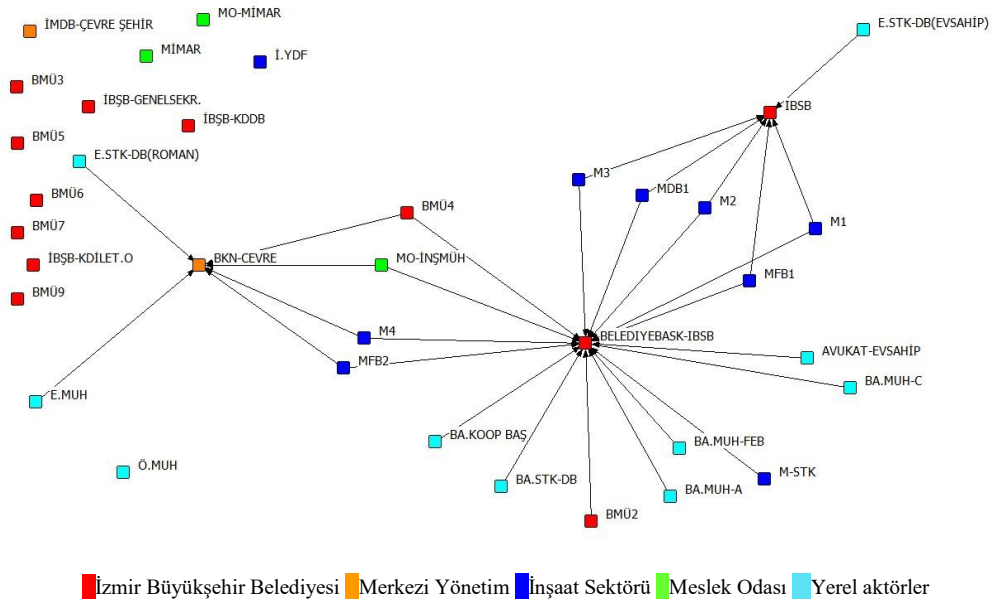 İMDB-ÇEVRE ŞEHİR
MO-MİMAR
E.STK-DB(EVSAHİP)
MİMAR
İ.YDF
BMÜ3
İBŞB-GENELSEKR.
IBSB
İBŞB-KDDB
BMÜ5
E.STK-DB(ROMAN)
M3
MDB1
M2
BMÜ6
BMÜ4
M1
BMÜ7
İBŞB-KDİLET.O
BKN-CEVRE
MO-İNŞMÜH
MFB1
BMÜ9
M4
BELEDIYEBASK-IBSB
MFB2
AVUKAT-EVSAHİP
BA.MUH-C
E.MUH
BA.KOOP BAŞ
BA.MUH-FEB
Ö.MUH
BA.STK-DB
M-STK
BA.MUH-A
BMÜ2
İzmir Büyükşehir Belediyesi Merkezi Yönetim İnşaat Sektörü Meslek Odası Yerel aktörler